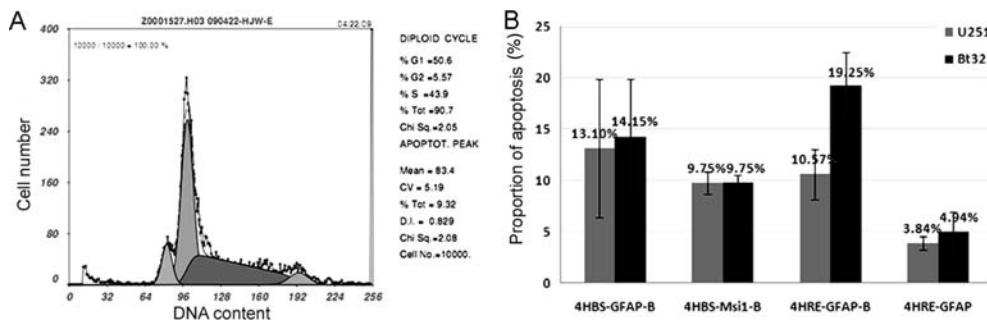 A
Z0001527.H03 090422-HJW-E
04:22:09
10000 / 10000 = 100.00 %
Cell number
400
320
240
160
80
0
0 32 64 96 128 160 192 224 256
DNA content
DIPLOID CYCLE
% G1 =50.6
% G2 =5.57
% S =43.9
% Tot =90.7
Chi Sq.=2.05
APOPTOT. PEAK
Mean = 83.4
CV = 5.19
% Tot = 9.32
D.I. = 0.829
Chi Sq.=2.08
Cell No.=10000.
B
Proportion of apoptosis (%)
25
20
15
10
5
0
U251
Bt325
13.10%
14.15%
9.75%
9.75%
10.57%
19.25%
3.84%
4.94%
4HBS-GFAP-B
4HBS-Msi1-B
4HRE-GFAP-B
4HRE-GFAP